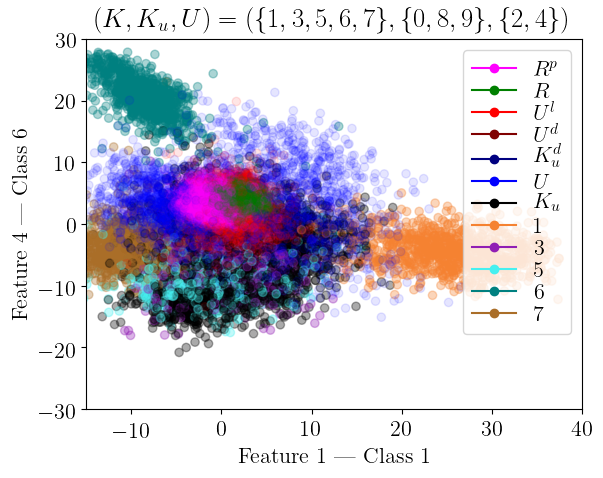 (K, K_u, U) = ({1, 3, 5, 6, 7}, {0, 8, 9}, {2, 4})
30
20
10
0
−10
−20
−30
Feature 4 — Class 6
R^p
R
U^l
U^d
K_u^d
U
K_u
1
3
5
6
7
−10
0
10
20
30
40
Feature 1 — Class 1